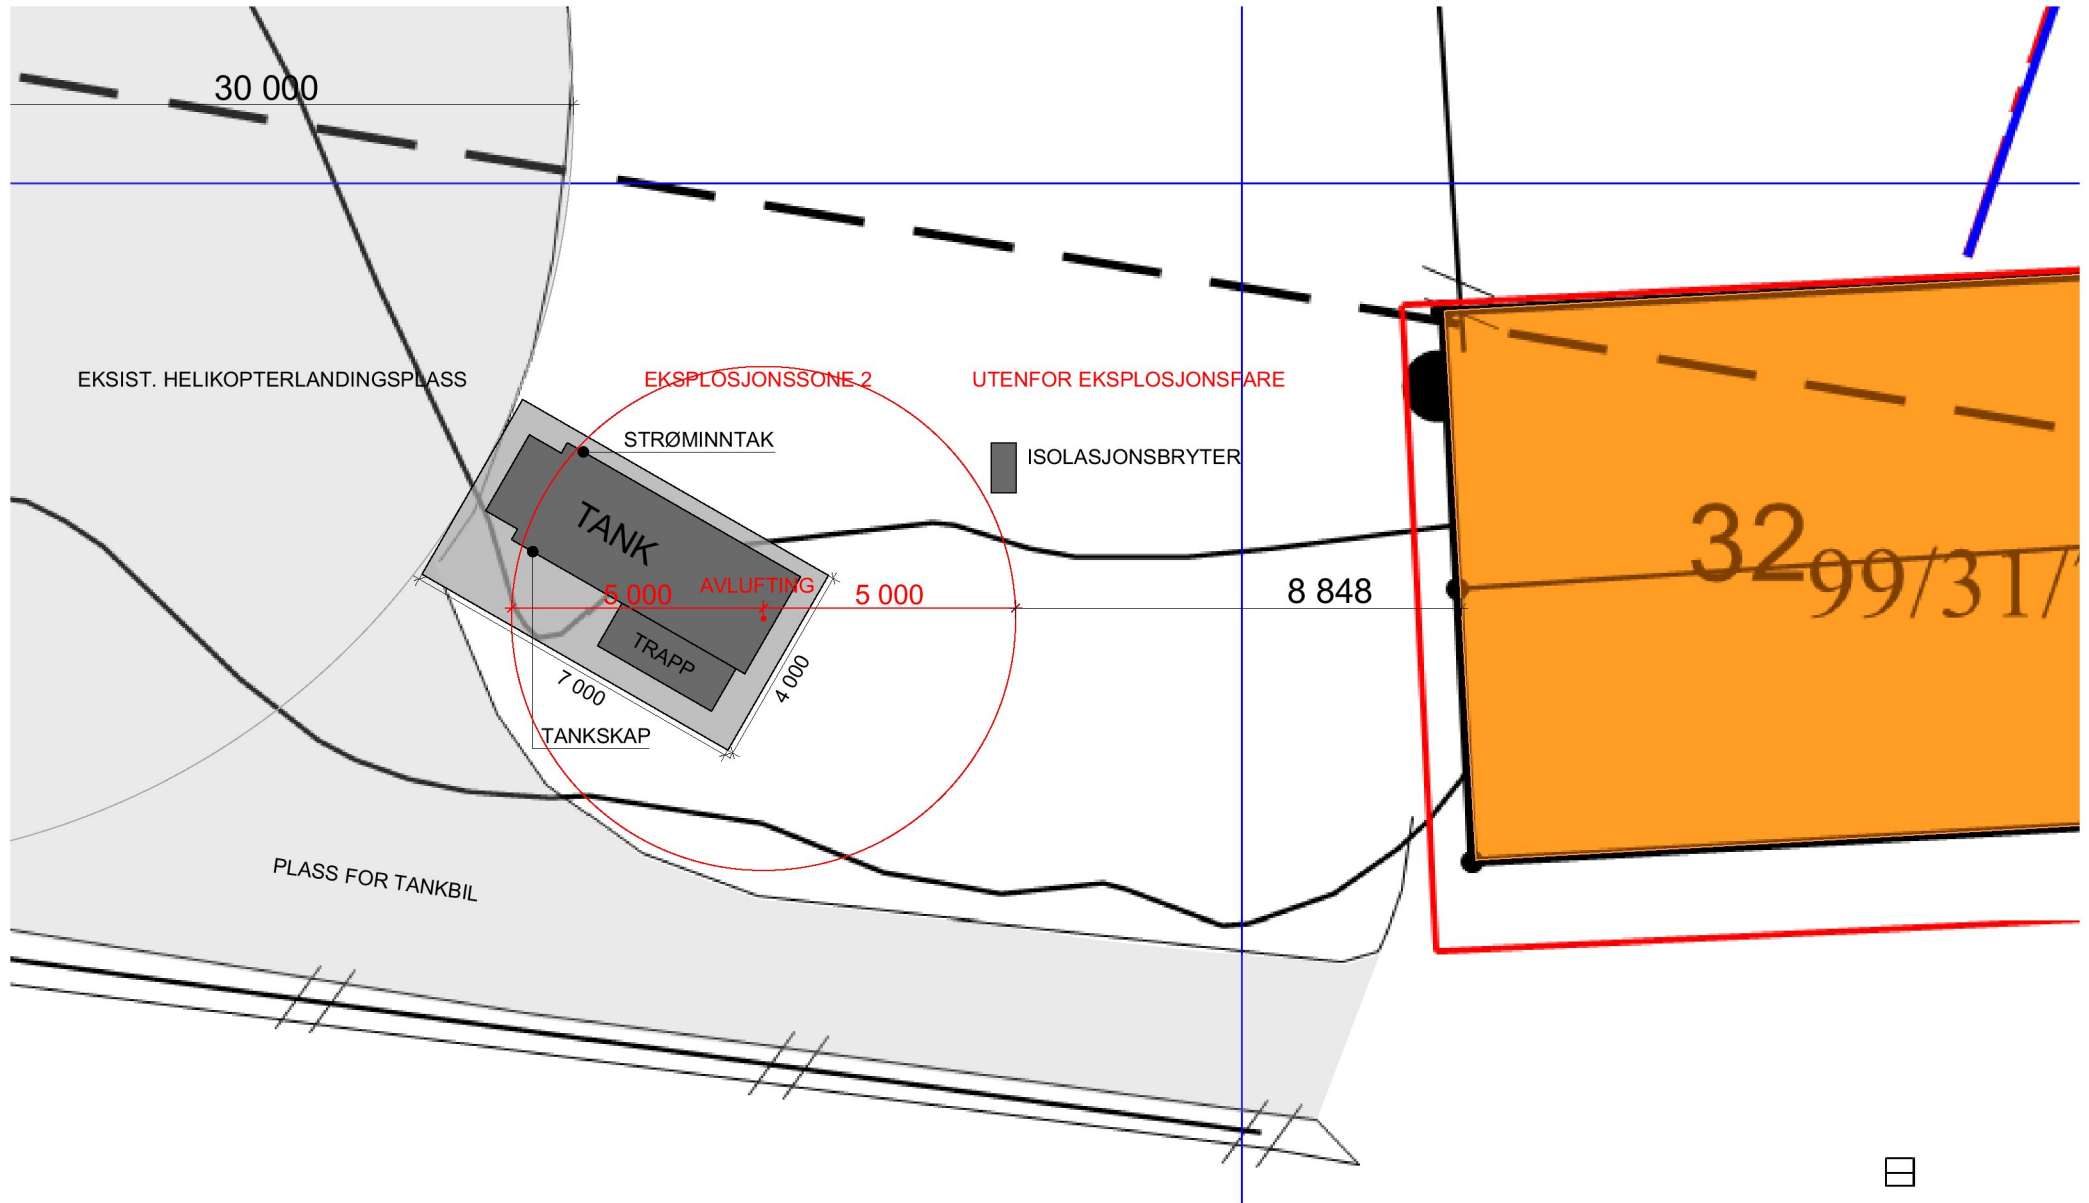 30 000
EKSIST. HELIKOPTERLANDINGSPLASS
EKSPLOSJONSSONE 2
UTENFOR EKSPLOSJONSFARE
STRØMINNTAK
ISOLASJONSBRYTER
TANK
32
99/31/
AVLUFTING
5 000
5 000
8 848
TRAPP
7 000
4 000
TANKSKAP
PLASS FOR TANKBIL